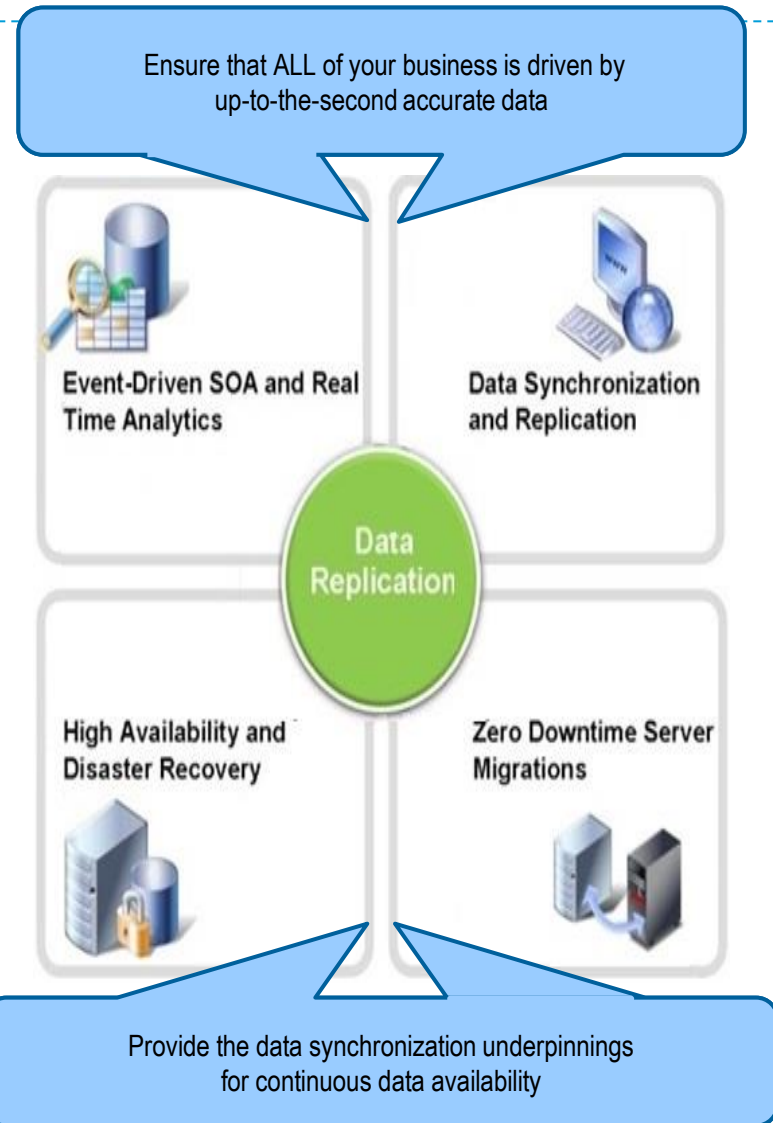 Ensure that ALL of your business is driven by
up-to-the-second accurate data
Event-Driven SOA and Real
Time Analytics
www
Data Synchronization
and Replication
Data
Replication
High Availability and
Disaster Recovery
Zero Downtime Server
Migrations
Provide the data synchronization underpinnings
for continuous data availability